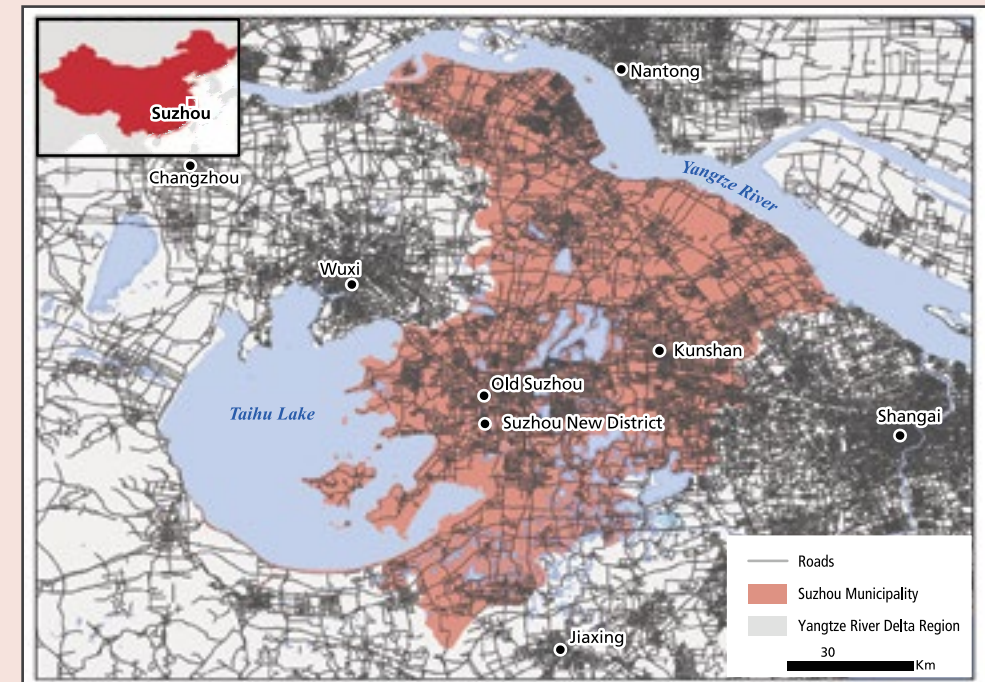 Suzhou
Nantong
Changzhou
Yangtze River
Wuxi
Kunshan
Old Suzhou
Taihu Lake
Suzhou New District
Shangai
Roads
Suzhou Municipality
Yangtze River Delta Region
30
Km
Jiaxing